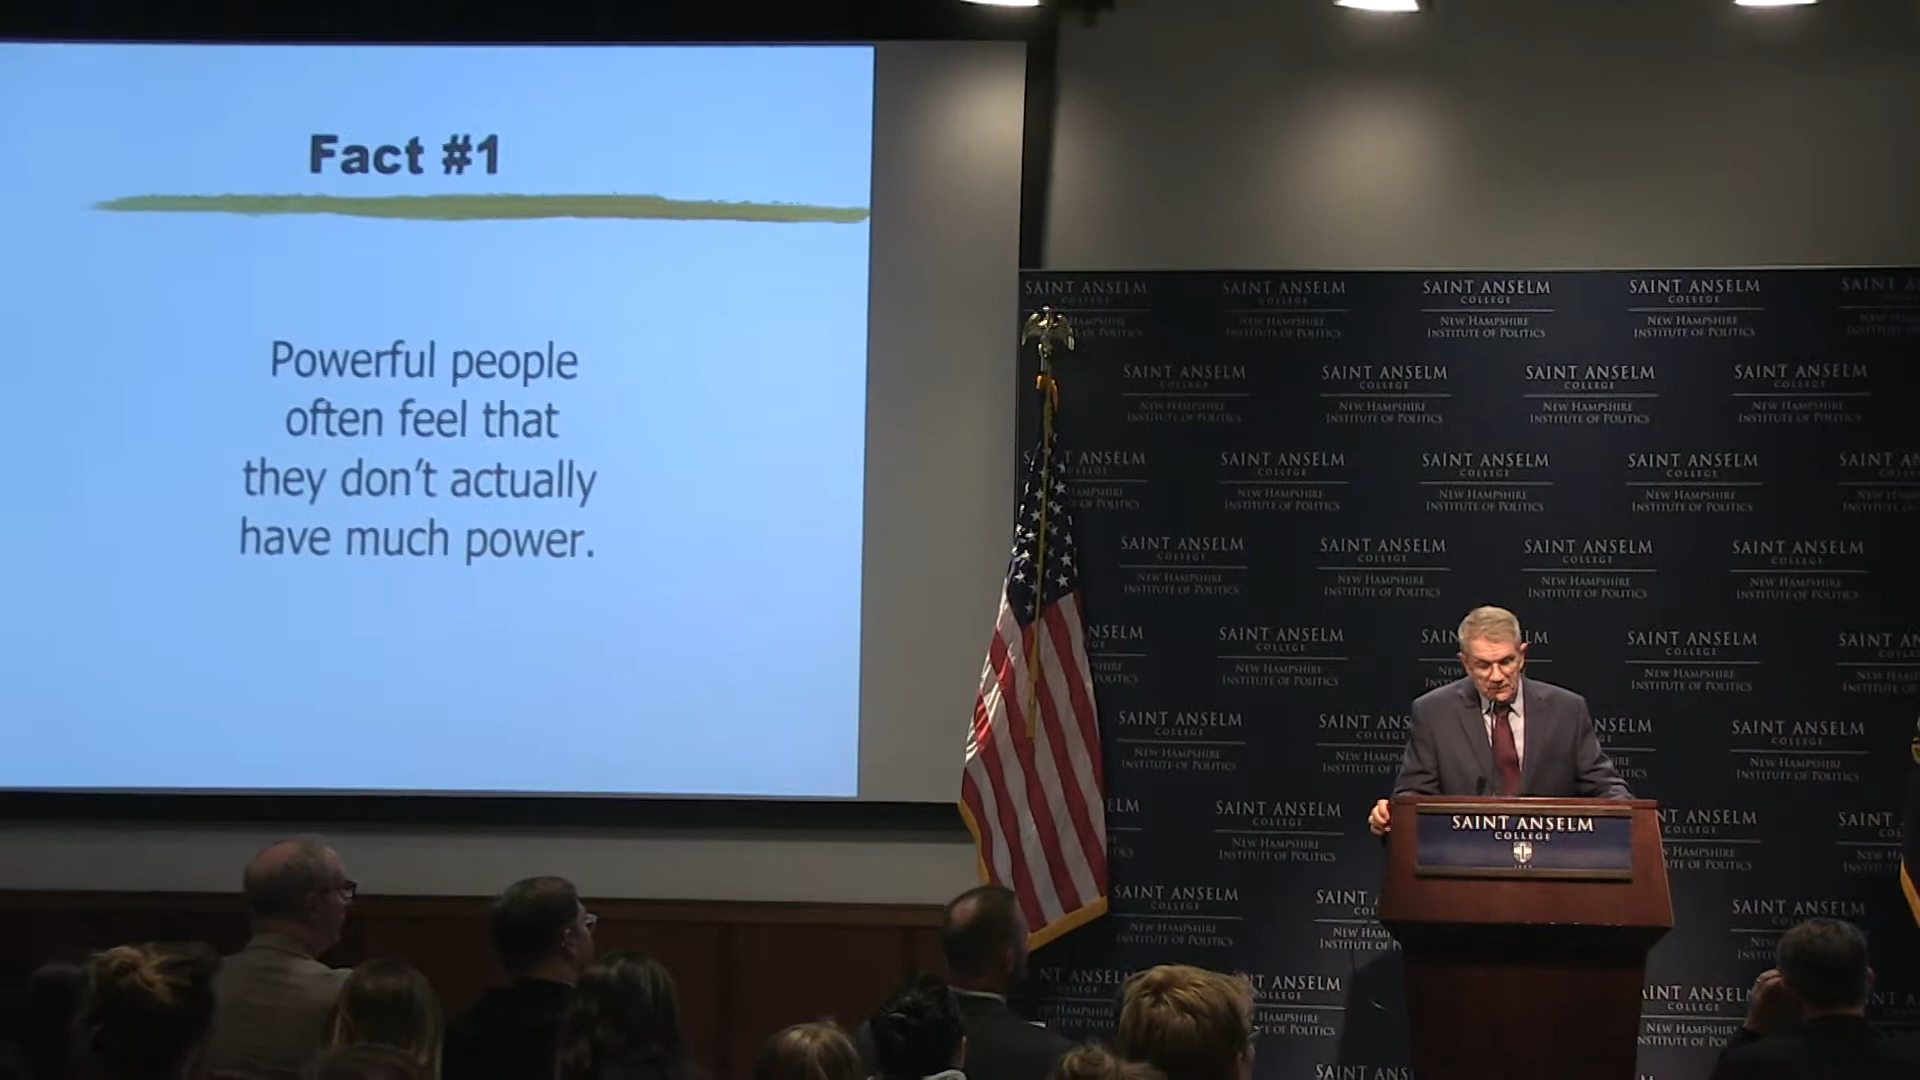 Fact #1
Powerful people
often feel that
they don't actually
have much power.
SAINT ANSELM
COLLEGE
NEW HAMPSHIRE
INSTITUTE OF POLITICS
SAINT ANSELM
COLLEGE